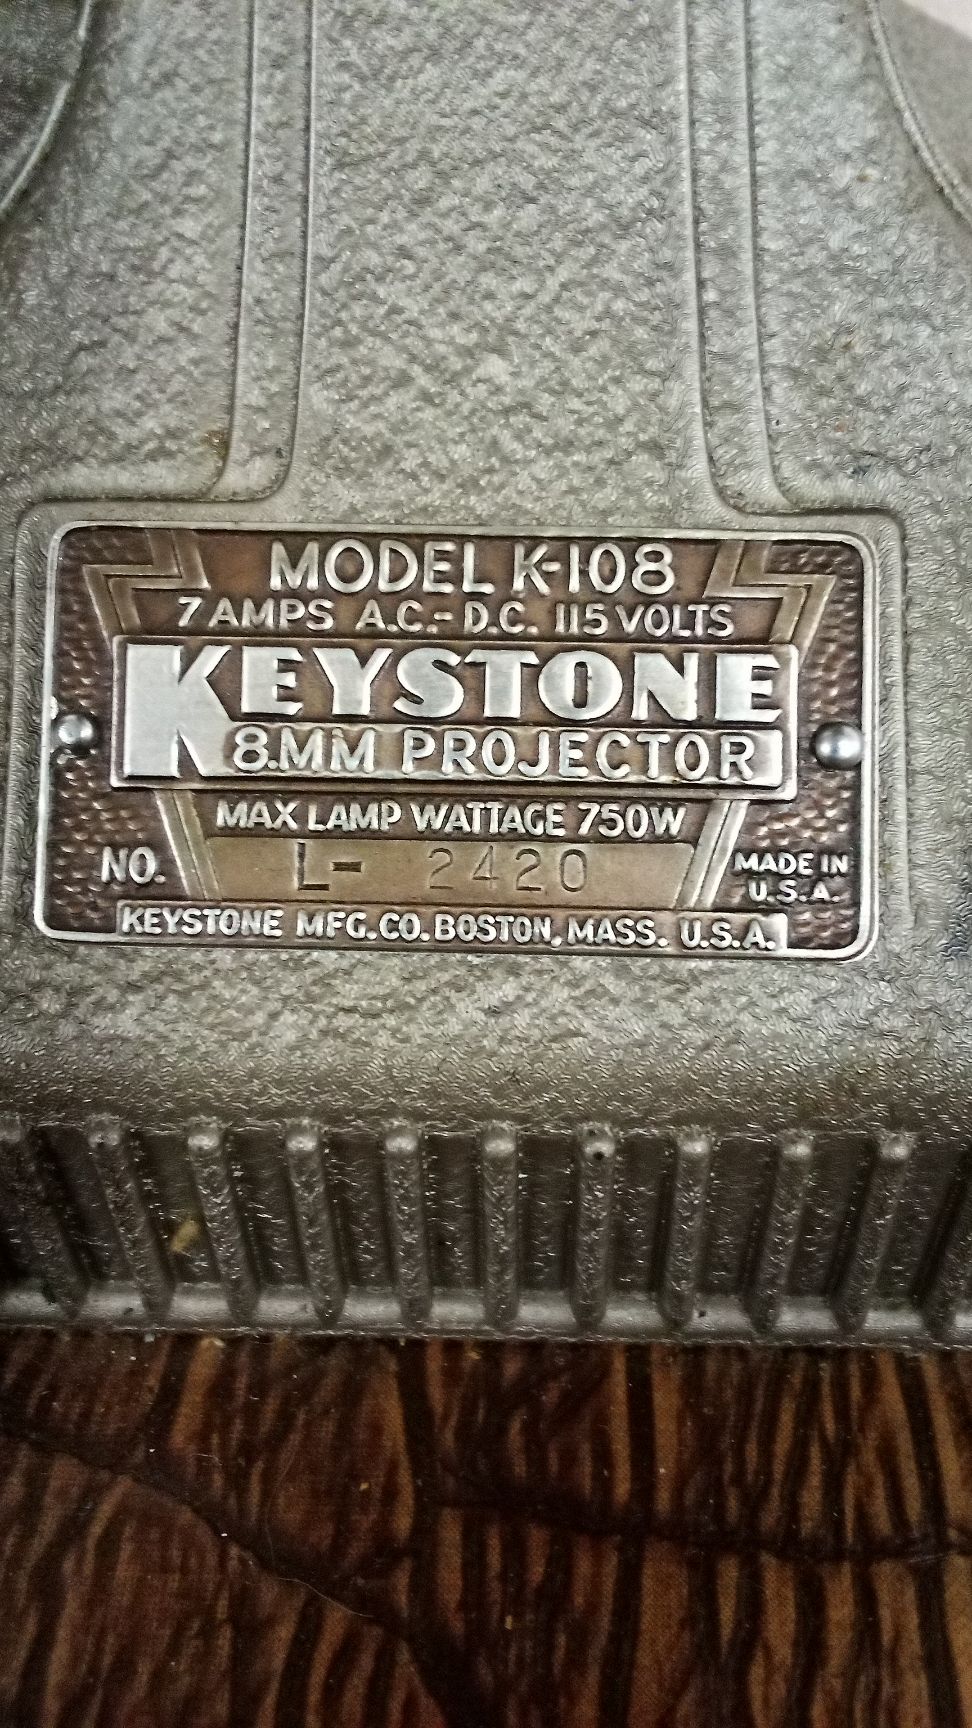 MODEL K-108
7 AMPS A.C.-D.C. 115 VOLTS
KEYSTONE
8.MM PROJECTOR
MAX LAMP WATTAGE 750W
NO. L- 2420
MADE IN
U.S.A.
KEYSTONE MFG.CO. BOSTON, MASS. U.S.A.